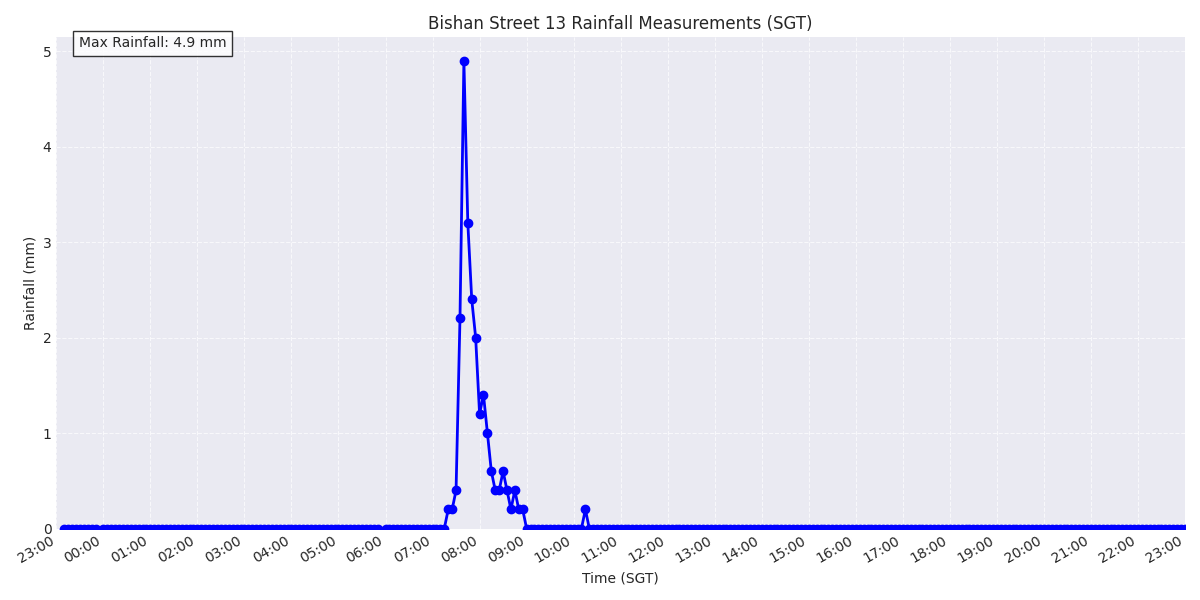 Bishan Street 13 Rainfall Measurements (SGT)
Max Rainfall: 4.9 mm
5
4
3
2
1
0
Rainfall (mm)
23:00 00:00 01:00 02:00 03:00 04:00 05:00 06:00 07:00 08:00 09:00 10:00 11:00 12:00 13:00 14:00 15:00 16:00 17:00 18:00 19:00 20:00 21:00 22:00 23:00
Time (SGT)